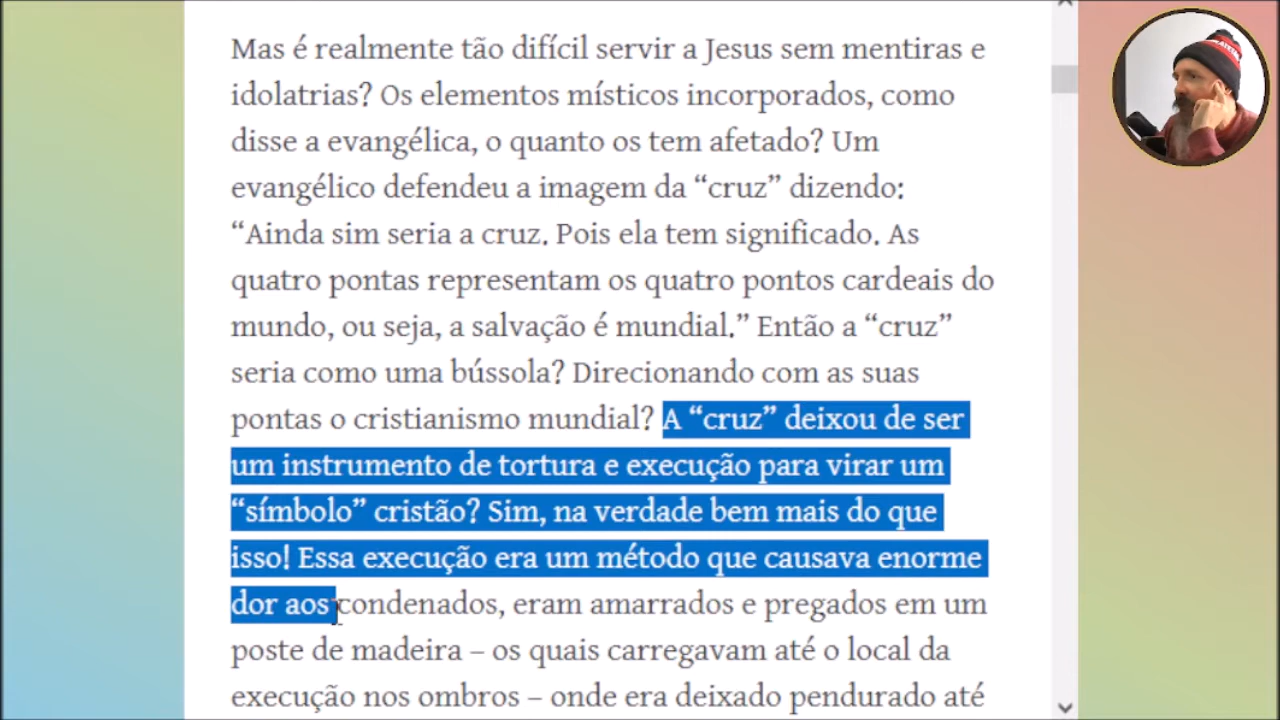 Mas é realmente tão difícil servir a Jesus sem mentiras e
idolatrias? Os elementos místicos incorporados, como
disse a evangélica, o quanto os tem afetado? Um
evangélico defendeu a imagem da “cruz” dizendo:
“Ainda sim seria a cruz. Pois ela tem significado. As
quatro pontas representam os quatro pontos cardeais do
mundo, ou seja, a salvação é mundial.” Então a “cruz”
seria como uma bússola? Direcionando com as suas
pontas o cristianismo mundial? A “cruz” deixou de ser
um instrumento de tortura e execução para virar um
“símbolo” cristão? Sim, na verdade bem mais do que
isso! Essa execução era um método que causava enorme
dor aos condenados, eram amarrados e pregados em um
poste de madeira – os quais carregavam até o local da
execução nos ombros – onde era deixado pendurado até